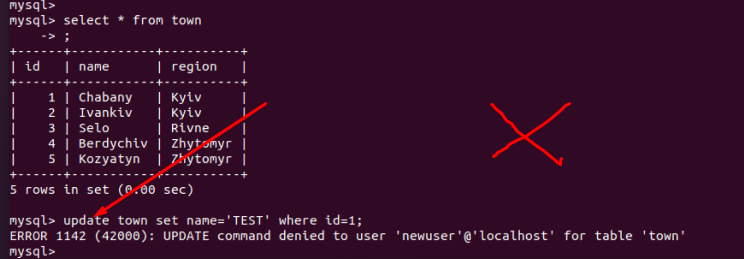 mysql>
mysql> select * from town
    -> ;
+------+-----------+----------+
| id   | name      | region   |
+------+-----------+----------+
|    1 | Chabany   | Kyiv     |
|    2 | Ivankiv   | Kyiv     |
|    3 | Selo      | Rivne    |
|    4 | Berdychiv | Zhytomyr |
|    5 | Kozyatyn  | Zhytomyr |
+------+-----------+----------+
5 rows in set (0.00 sec)
mysql> update town set name='TEST' where id=1;
ERROR 1142 (42000): UPDATE command denied to user 'newuser'@'localhost' for table 'town'
mysql>